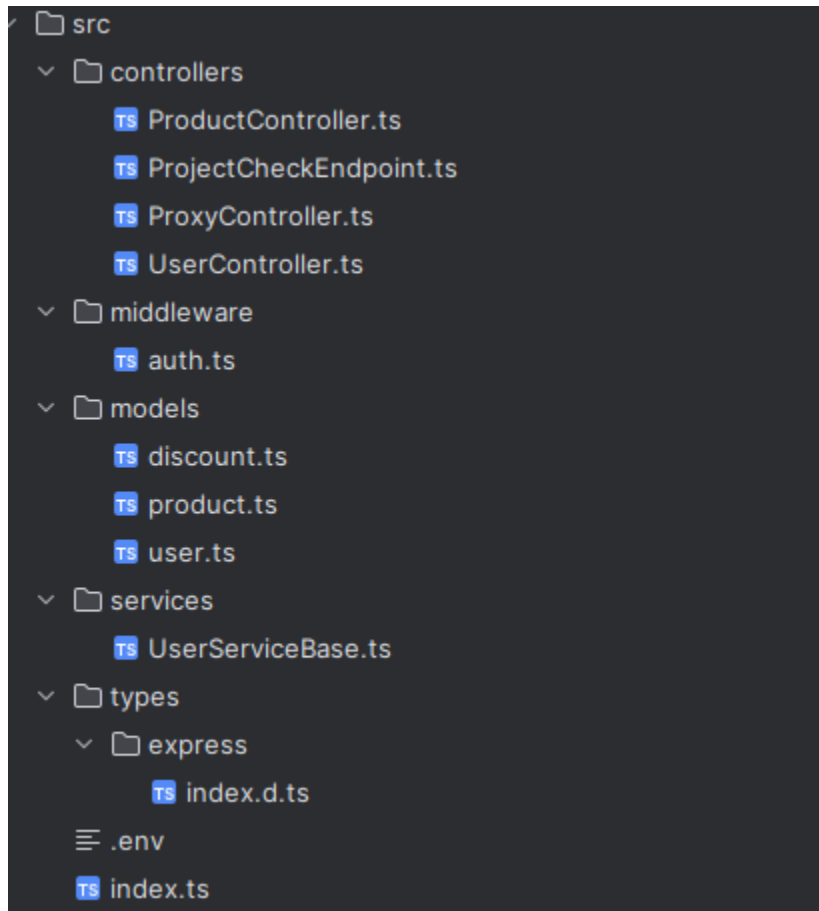 src
controllers
TS ProductController.ts
TS ProjectCheckEndpoint.ts
TS ProxyController.ts
TS UserController.ts
middleware
TS auth.ts
models
TS discount.ts
TS product.ts
TS user.ts
services
TS UserServiceBase.ts
types
express
TS index.d.ts
.env
TS index.ts